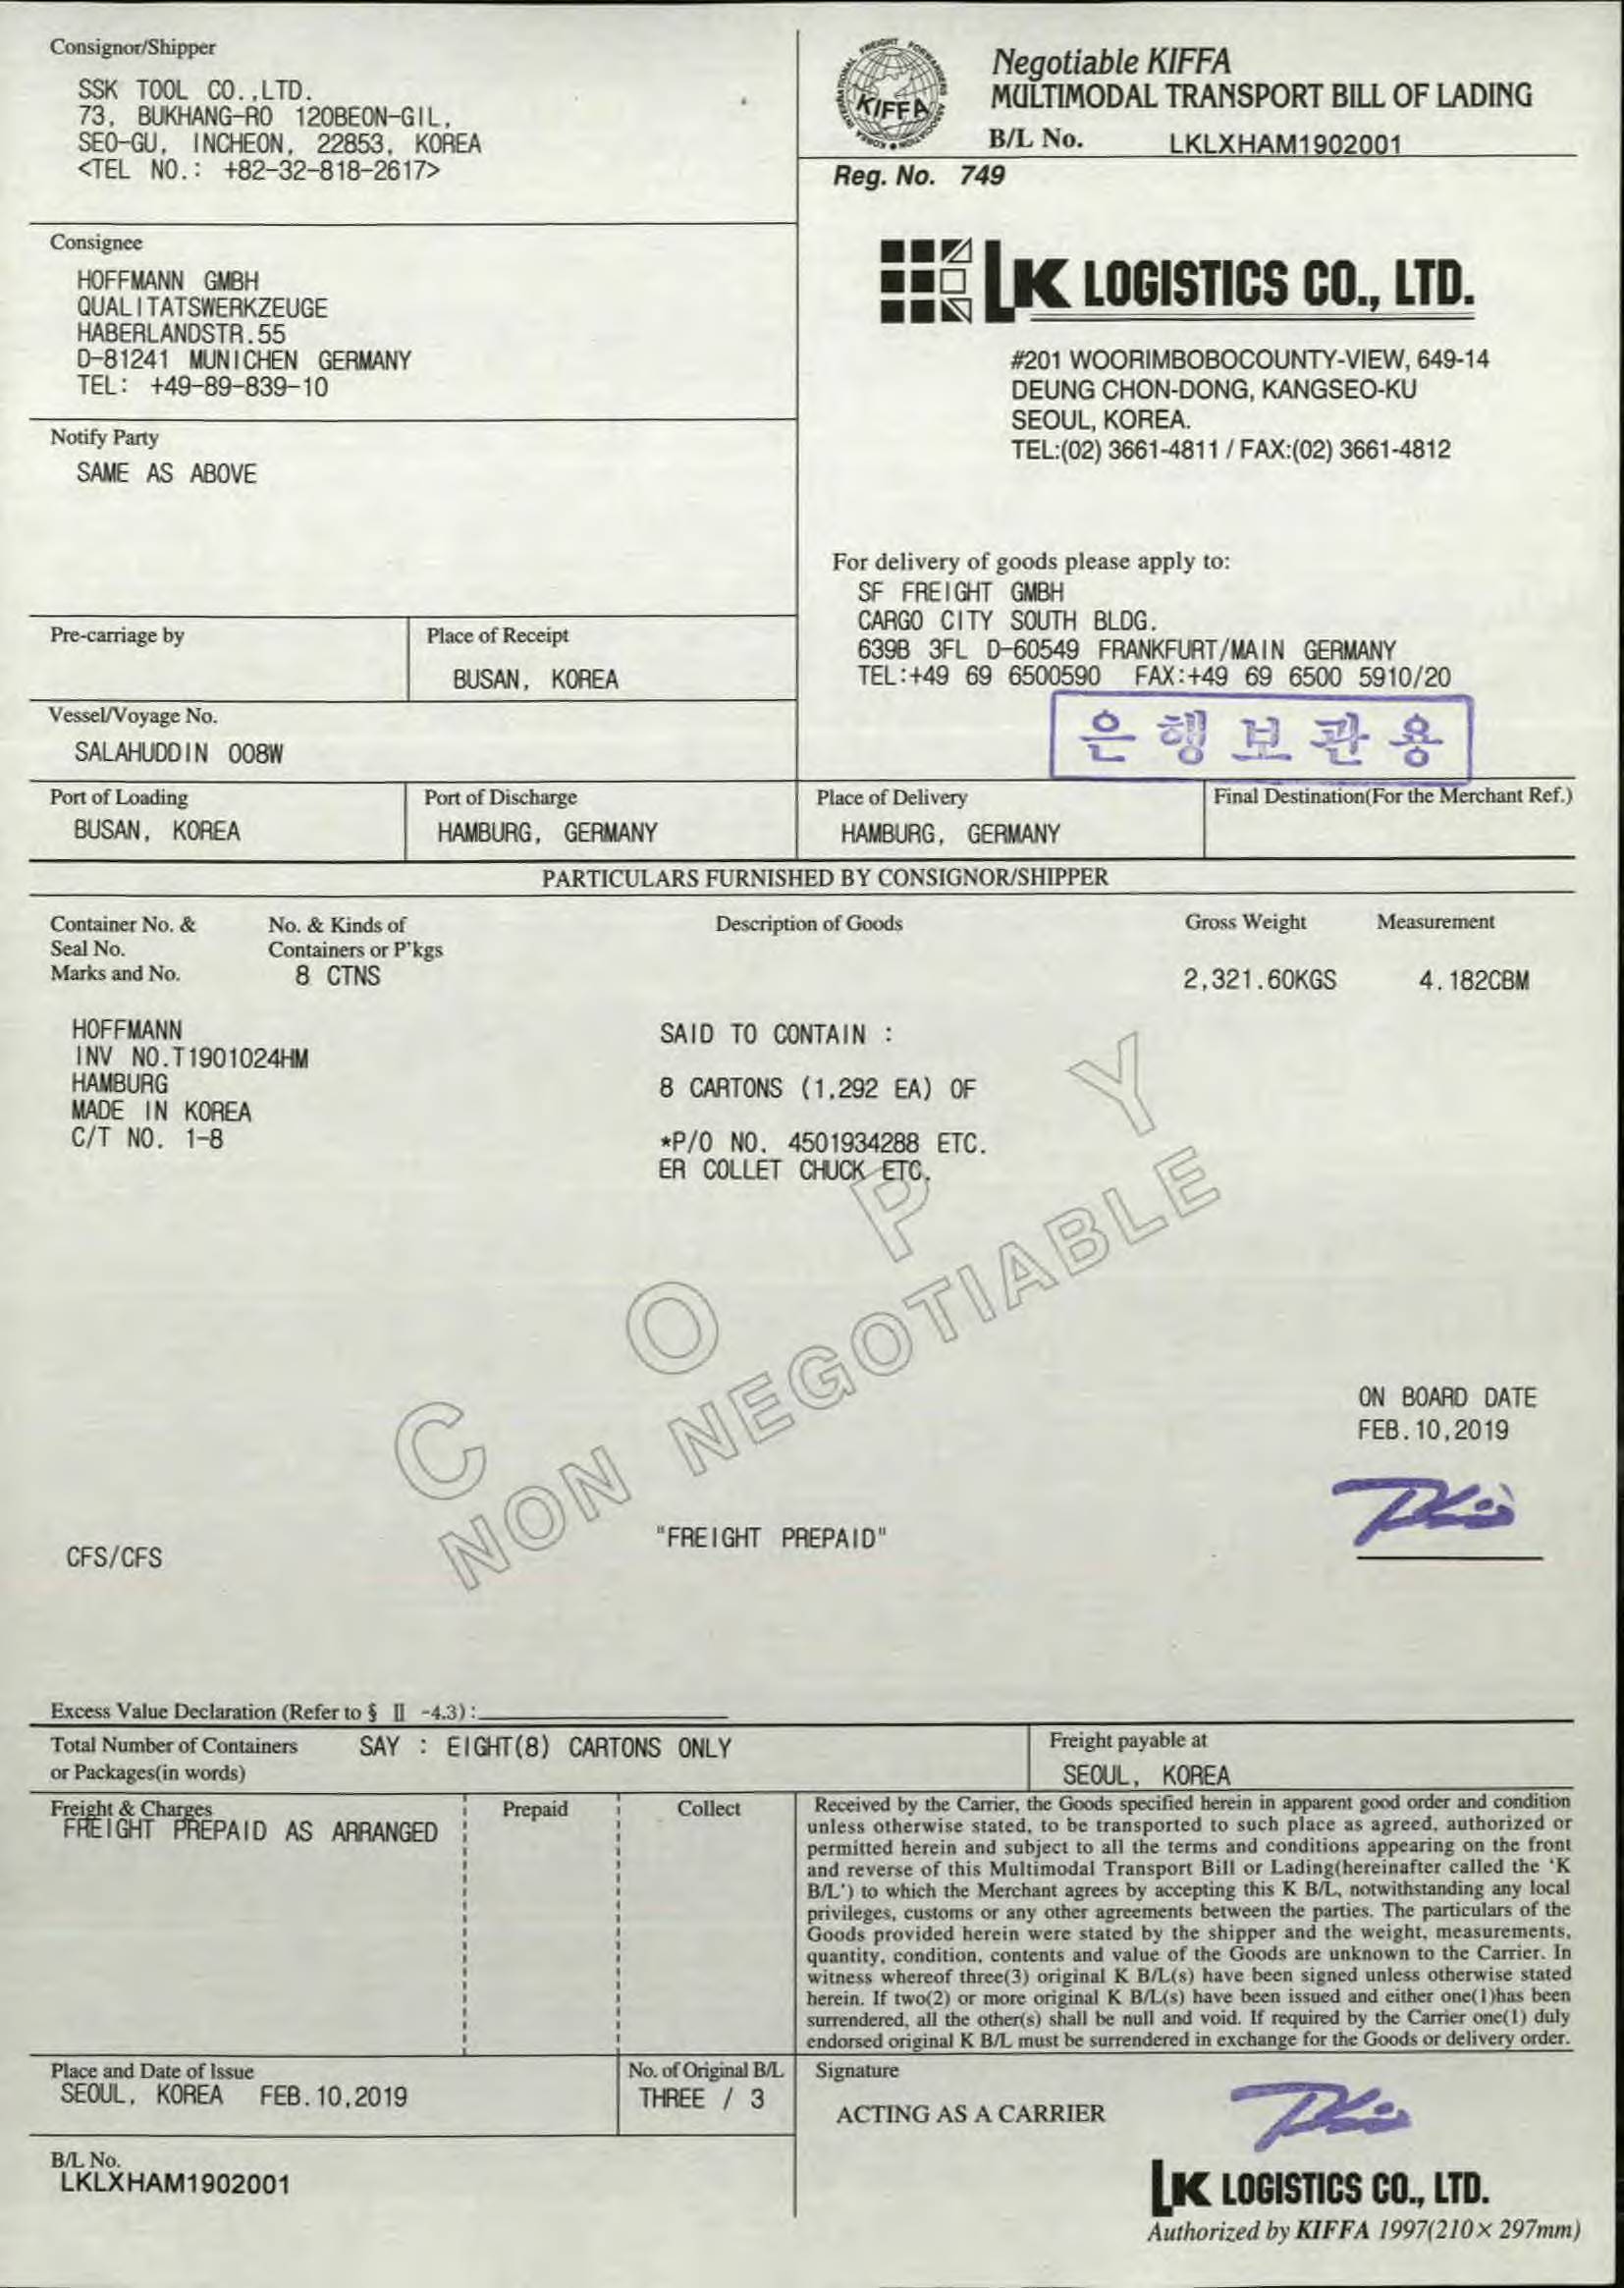 Consignor/Shipper
SSK TOOL CO.,LTD.
73, BUKHANG-RO 120BEON-GIL,
SEO-GU, INCHEON, 22853, KOREA
<TEL NO.: +82-32-818-2617>
KIFFA
Negotiable KIFFA
MULTIMODAL TRANSPORT BILL OF LADING
B/L No. LKLXHAM1902001
Reg. No. 749
Consignee
HOFFMANN GMBH
QUALITATSWERKZEUGE
HABERLANDSTR.55
D-81241 MUNICHEN GERMANY
TEL: +49-89-839-10
LK LOGISTICS CO., LTD.
#201 WOORIMBOBOCOUNTY-VIEW, 649-14
DEUNG CHON-DONG, KANGSEO-KU
SEOUL, KOREA.
TEL:(02) 3661-4811 / FAX:(02) 3661-4812
Notify Party
SAME AS ABOVE
For delivery of goods please apply to:
SF FREIGHT GMBH
CARGO CITY SOUTH BLDG.
639B 3FL D-60549 FRANKFURT/MAIN GERMANY
TEL:+49 69 6500590 FAX:+49 69 6500 5910/20
은행보관용
Pre-carriage by
Place of Receipt
BUSAN, KOREA
Vessel/Voyage No.
SALAHUDDIN 008W
Port of Loading
BUSAN, KOREA
Port of Discharge
HAMBURG, GERMANY
Place of Delivery
HAMBURG, GERMANY
Final Destination(For the Merchant Ref.)
PARTICULARS FURNISHED BY CONSIGNOR/SHIPPER
Container No. &
Seal No.
Marks and No.
No. & Kinds of
Containers or P'kgs
8 CTNS
Description of Goods
Gross Weight
2,321.60KGS
Measurement
4.182CBM
HOFFMANN
INV NO.T1901024HM
HAMBURG
MADE IN KOREA
C/T NO. 1-8
SAID TO CONTAIN :
8 CARTONS (1,292 EA) OF
*P/O NO. 4501934288 ETC.
ER COLLET CHUCK ETC.
COPY
NON NEGOTIABLE
ON BOARD DATE
FEB.10,2019
CFS/CFS
"FREIGHT PREPAID"
Excess Value Declaration (Refer to § Ⅱ -4.3) :
Total Number of Containers
or Packages(in words)
SAY : EIGHT(8) CARTONS ONLY
Freight payable at
SEOUL, KOREA
Freight & Charges
FREIGHT PREPAID AS ARRANGED
Prepaid
Collect
Received by the Carrier, the Goods specified herein in apparent good order and condition
unless otherwise stated, to be transported to such place as agreed, authorized or
permitted herein and subject to all the terms and conditions appearing on the front
and reverse of this Multimodal Transport Bill or Lading(hereinafter called the 'K
B/L') to which the Merchant agrees by accepting this K B/L, notwithstanding any local
privileges, customs or any other agreements between the parties. The particulars of the
Goods provided herein were stated by the shipper and the weight, measurements,
quantity, condition, contents and value of the Goods are unknown to the Carrier. In
witness whereof three(3) original K B/L(s) have been signed unless otherwise stated
herein. If two(2) or more original K B/L(s) have been issued and either one(1)has been
surrendered, all the other(s) shall be null and void. If required by the Carrier one(1) duly
endorsed original K B/L must be surrendered in exchange for the Goods or delivery order.
Place and Date of Issue
SEOUL, KOREA FEB.10,2019
No. of Original B/L
THREE / 3
Signature
ACTING AS A CARRIER
B/L No.
LKLXHAM1902001
LK LOGISTICS CO., LTD.
Authorized by KIFFA 1997(210× 297mm)